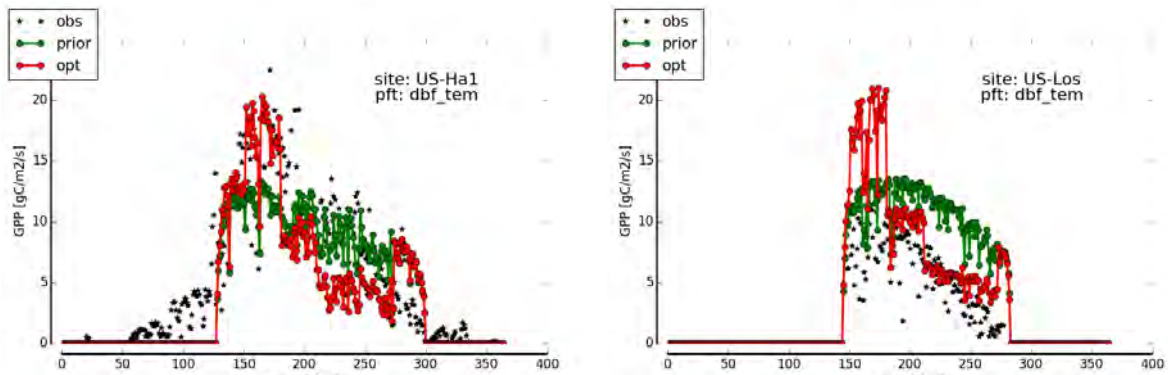 obs
prior
opt
site: US-Ha1
pft: dbf_tem
20
15
10
5
0
GPP [gC/m2/s]
0 50 100 150 200 250 300 350 400
obs
prior
opt
site: US-Los
pft: dbf_tem
20
15
10
5
0
GPP [gC/m2/s]
0 50 100 150 200 250 300 350 400